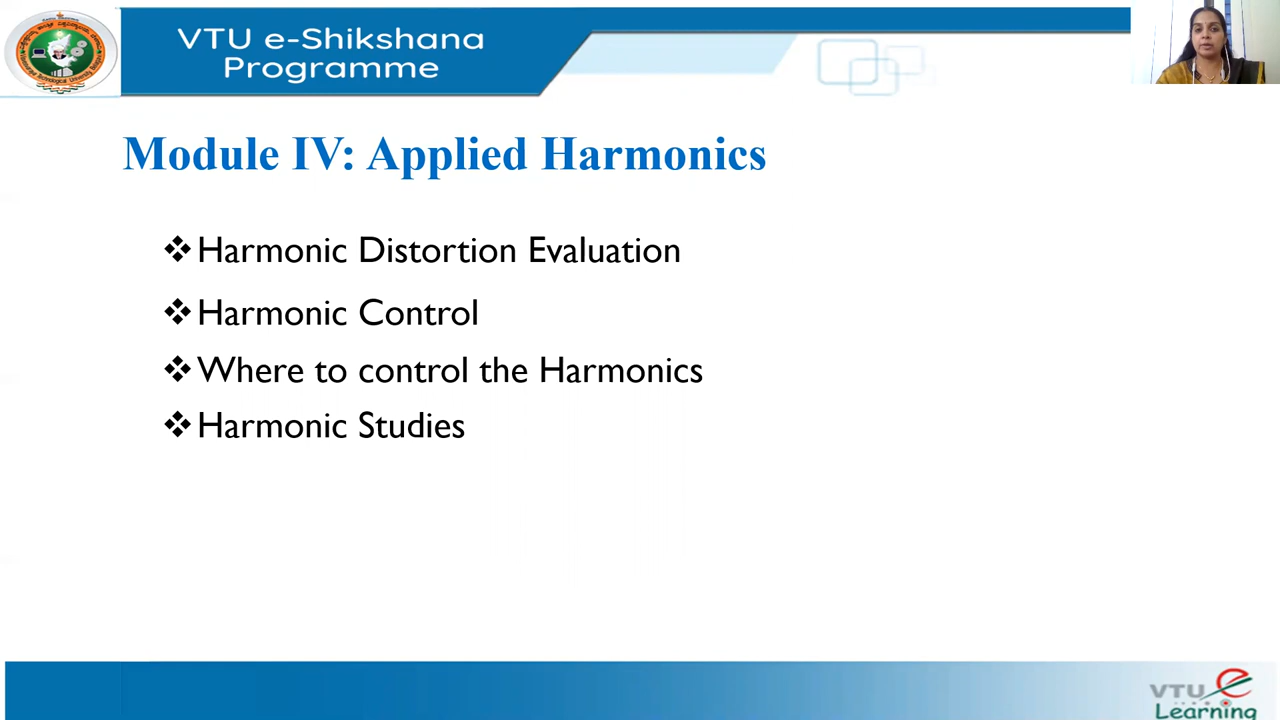 VTU e-Shikshana
Programme
Module IV: Applied Harmonics
❖Harmonic Distortion Evaluation
❖Harmonic Control
❖Where to control the Harmonics
❖Harmonic Studies
VTU e
Learning